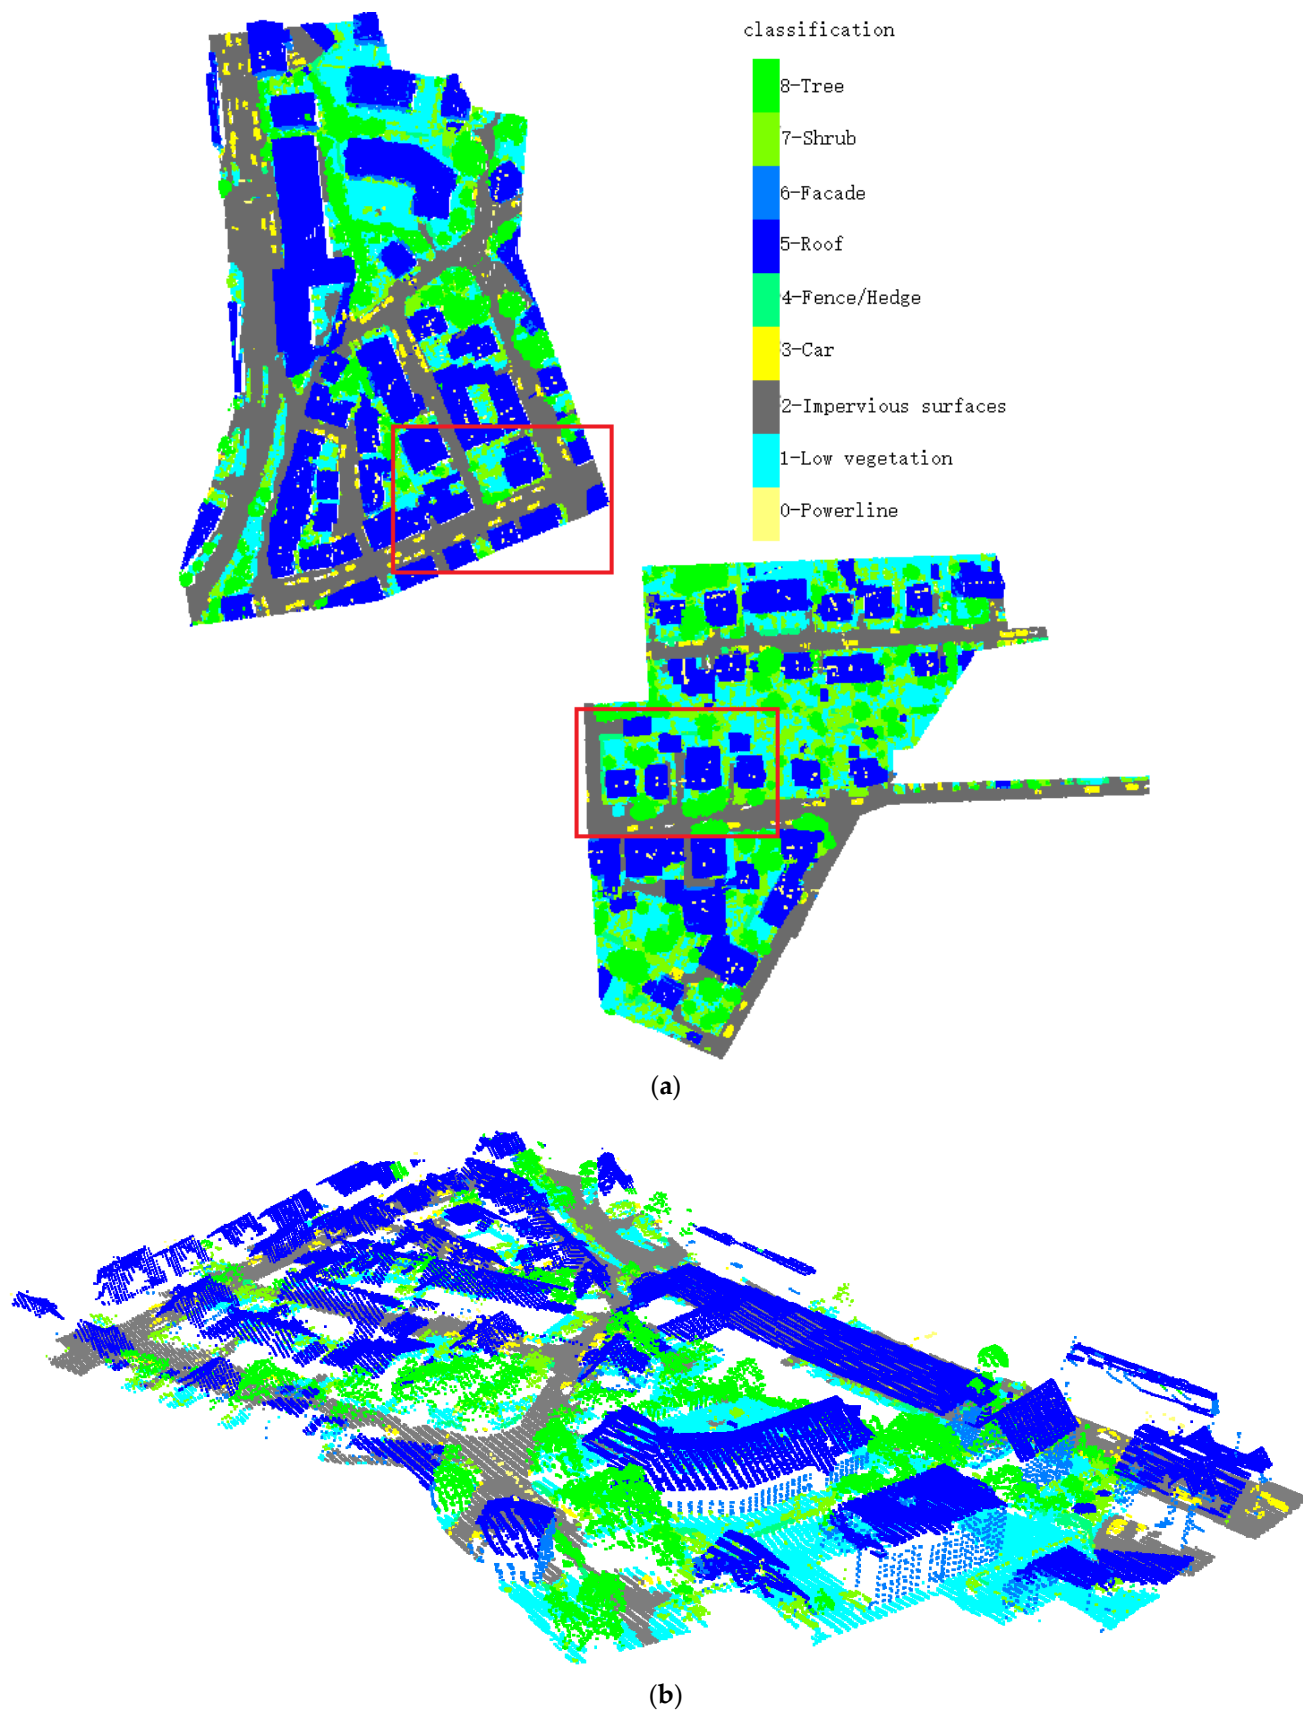 classification
8-Tree
7-Shrub
6-Facade
5-Roof
4-Fence/Hedge
3-Car
2-Impervious surfaces
1-Low vegetation
0-Powerline
(a)
(b)